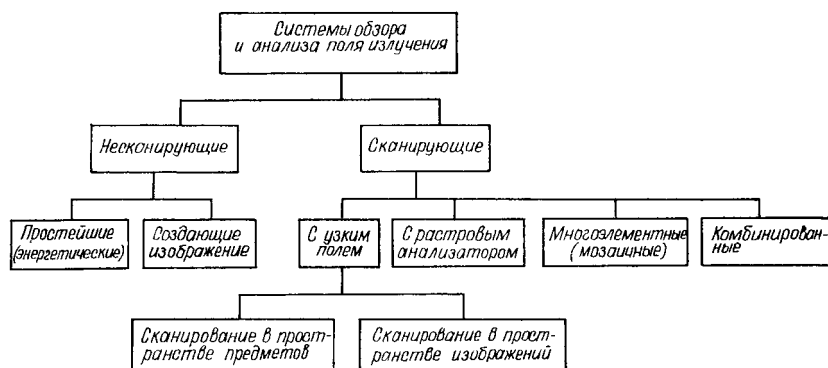 Системы обзора
и анализа поля излучения
Несканирующие
Сканирующие
Простейшие
(энергетические)
Создающие
изображение
С узким
полем
С растровым
анализатором
Многоэлементные
(мозаичные)
Комбинирован-
ные
Сканирование в прост-
ранстве предметов
Сканирование в прост-
ранстве изображений